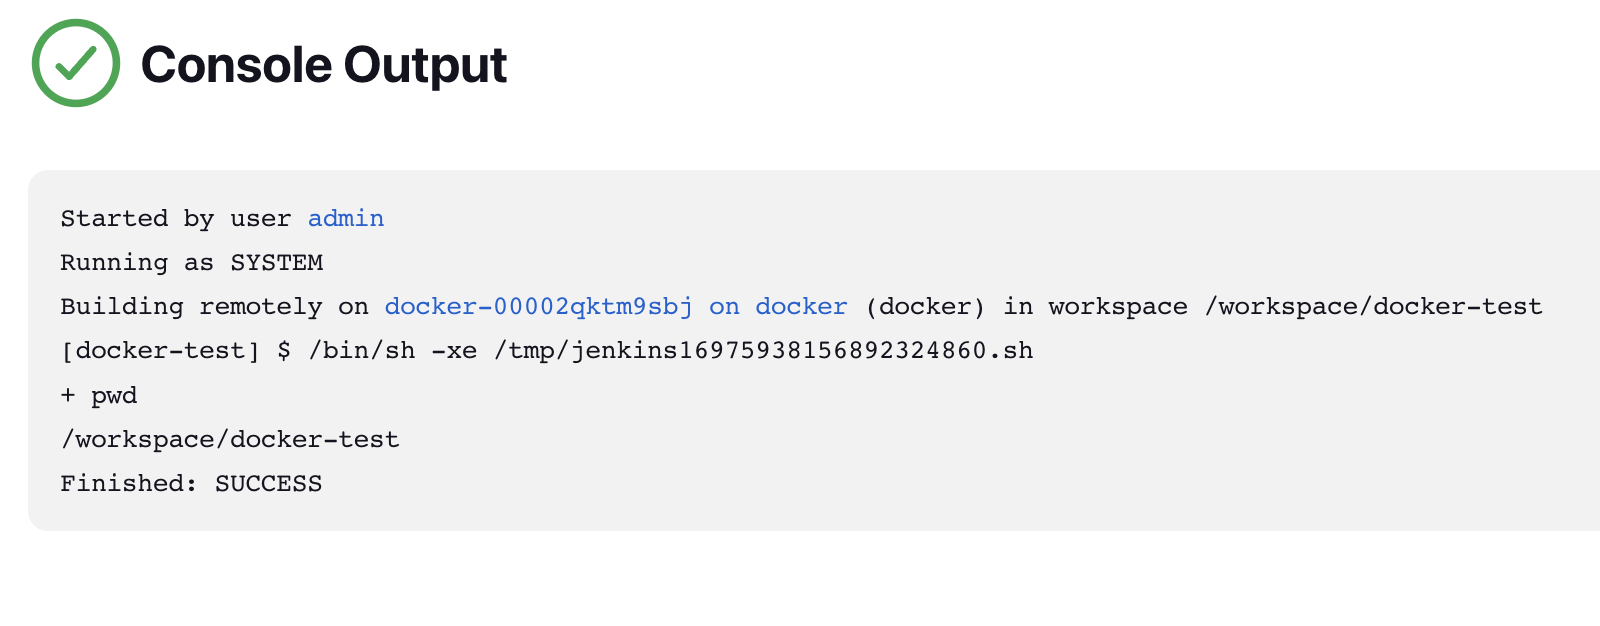 Console Output
Started by user admin
Running as SYSTEM
Building remotely on docker-00002qktm9sbj on docker (docker) in workspace /workspace/docker-test
[docker-test] $ /bin/sh -xe /tmp/jenkins16975938156892324860.sh
+ pwd
/workspace/docker-test
Finished: SUCCESS